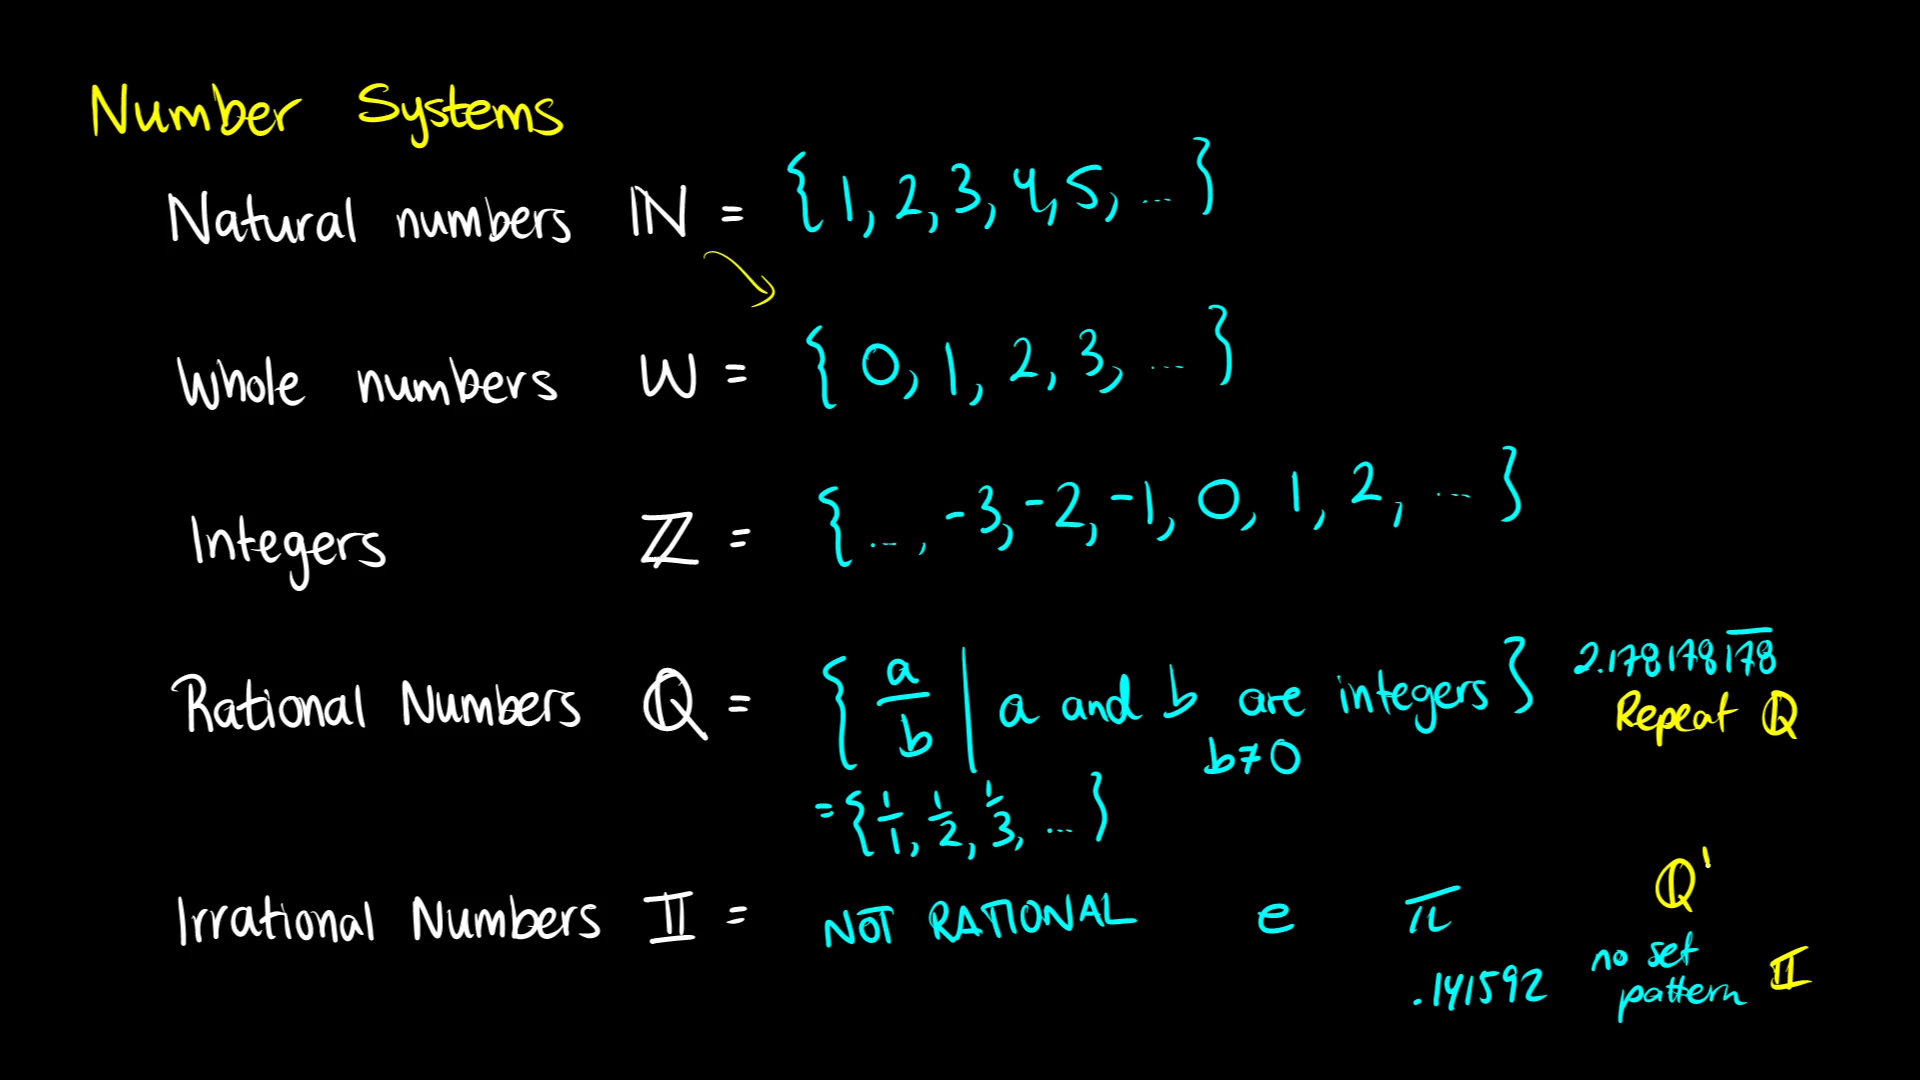 Number Systems
Natural numbers ℕ = {1, 2, 3, 4, 5, ... }
Whole numbers W = { 0, 1, 2, 3, ... }
Integers ℤ = { ... , -3, -2, -1, 0, 1, 2, ... }
Rational Numbers ℚ = { a/b | a and b are integers }
b≠0
2.178178178̅
Repeat ℚ
= { 1/1, 1/2, 1/3, ... }
Irrational Numbers 𝕀 = NOT RATIONAL e π
ℚ'
.141592
no set
pattern 𝕀